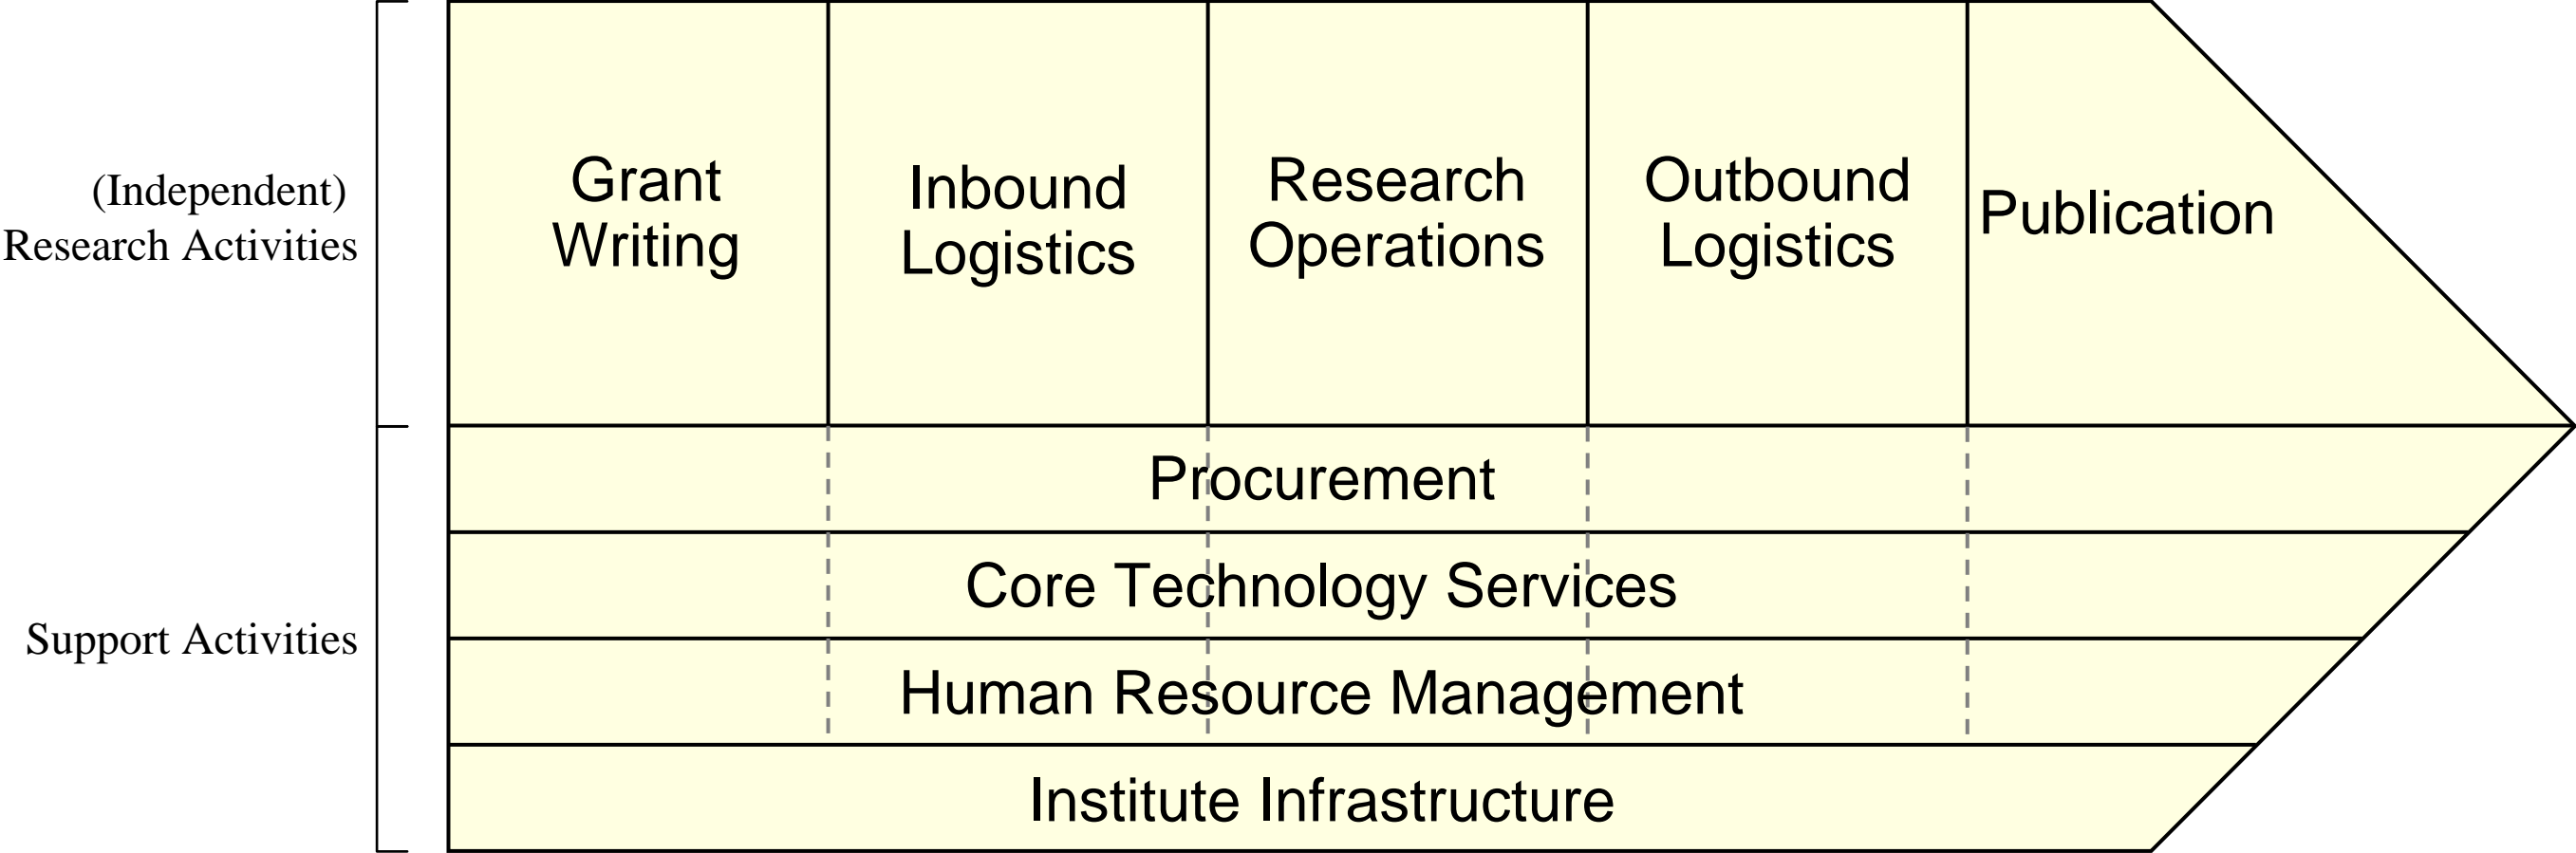 (Independent)
Research Activities
Grant
Writing
Inbound
Logistics
Research
Operations
Outbound
Logistics
Publication
Support Activities
Procurement
Core Technology Services
Human Resource Management
Institute Infrastructure